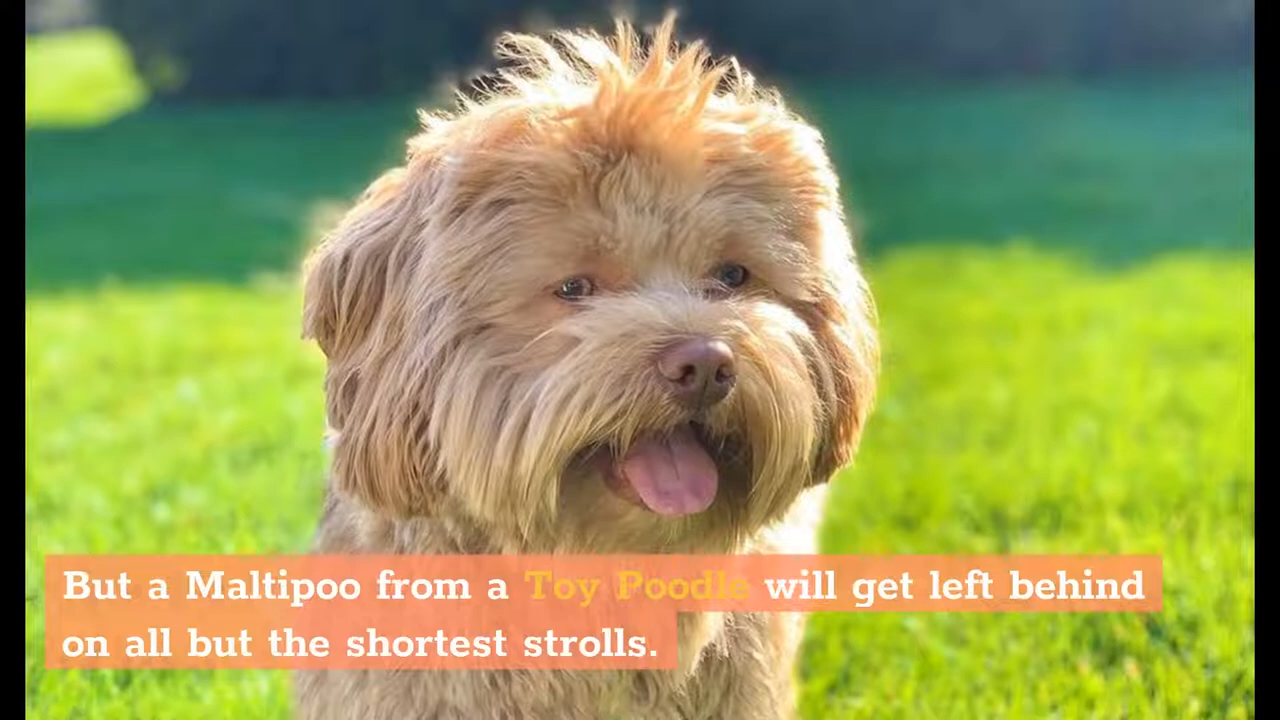 But a Maltipoo from a Toy Poodle will get left behind
on all but the shortest strolls.